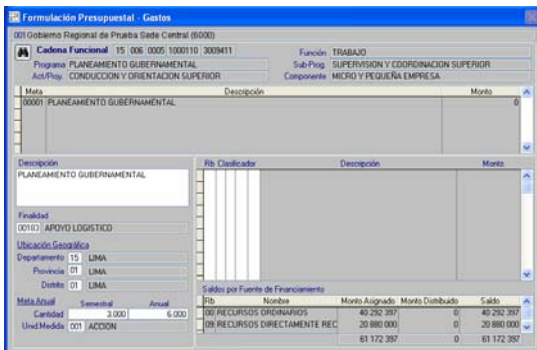 Formulación Presupuestal - Gastos
001 Gobierno Regional de Prueba Sede Central (6000)
Cadena Funcional 15 006 0005 1000110 3009411
Función TRABAJO
Programa PLANEAMIENTO GUBERNAMENTAL
Sub-Prog. SUPERVISION Y COORDINACION SUPERIOR
Act/Proy. CONDUCCION Y ORIENTACION SUPERIOR
Componente MICRO Y PEQUEÑA EMPRESA
Meta Descripción Monto
00001 PLANEAMIENTO GUBERNAMENTAL 0
Descripción
PLANEAMIENTO GUBERNAMENTAL
Rb Clasificador Descripción Monto
Finalidad
00183 APOYO LOGISTICO
Ubicación Geográfica
Departamento 15 LIMA
Provincia 01 LIMA
Distrito 01 LIMA
Meta Anual Semestral Anual
Cantidad 3.000 6.000
Unid.Medida 001 ACCION
Saldos por Fuente de Financiamiento
Rb Nombre Monto Asignado Monto Distribuido Saldo
00 RECURSOS ORDINARIOS 40 292 397 0 40 292 397
09 RECURSOS DIRECTAMENTE REC 20 880 000 0 20 880 000
61 172 397 0 61 172 397